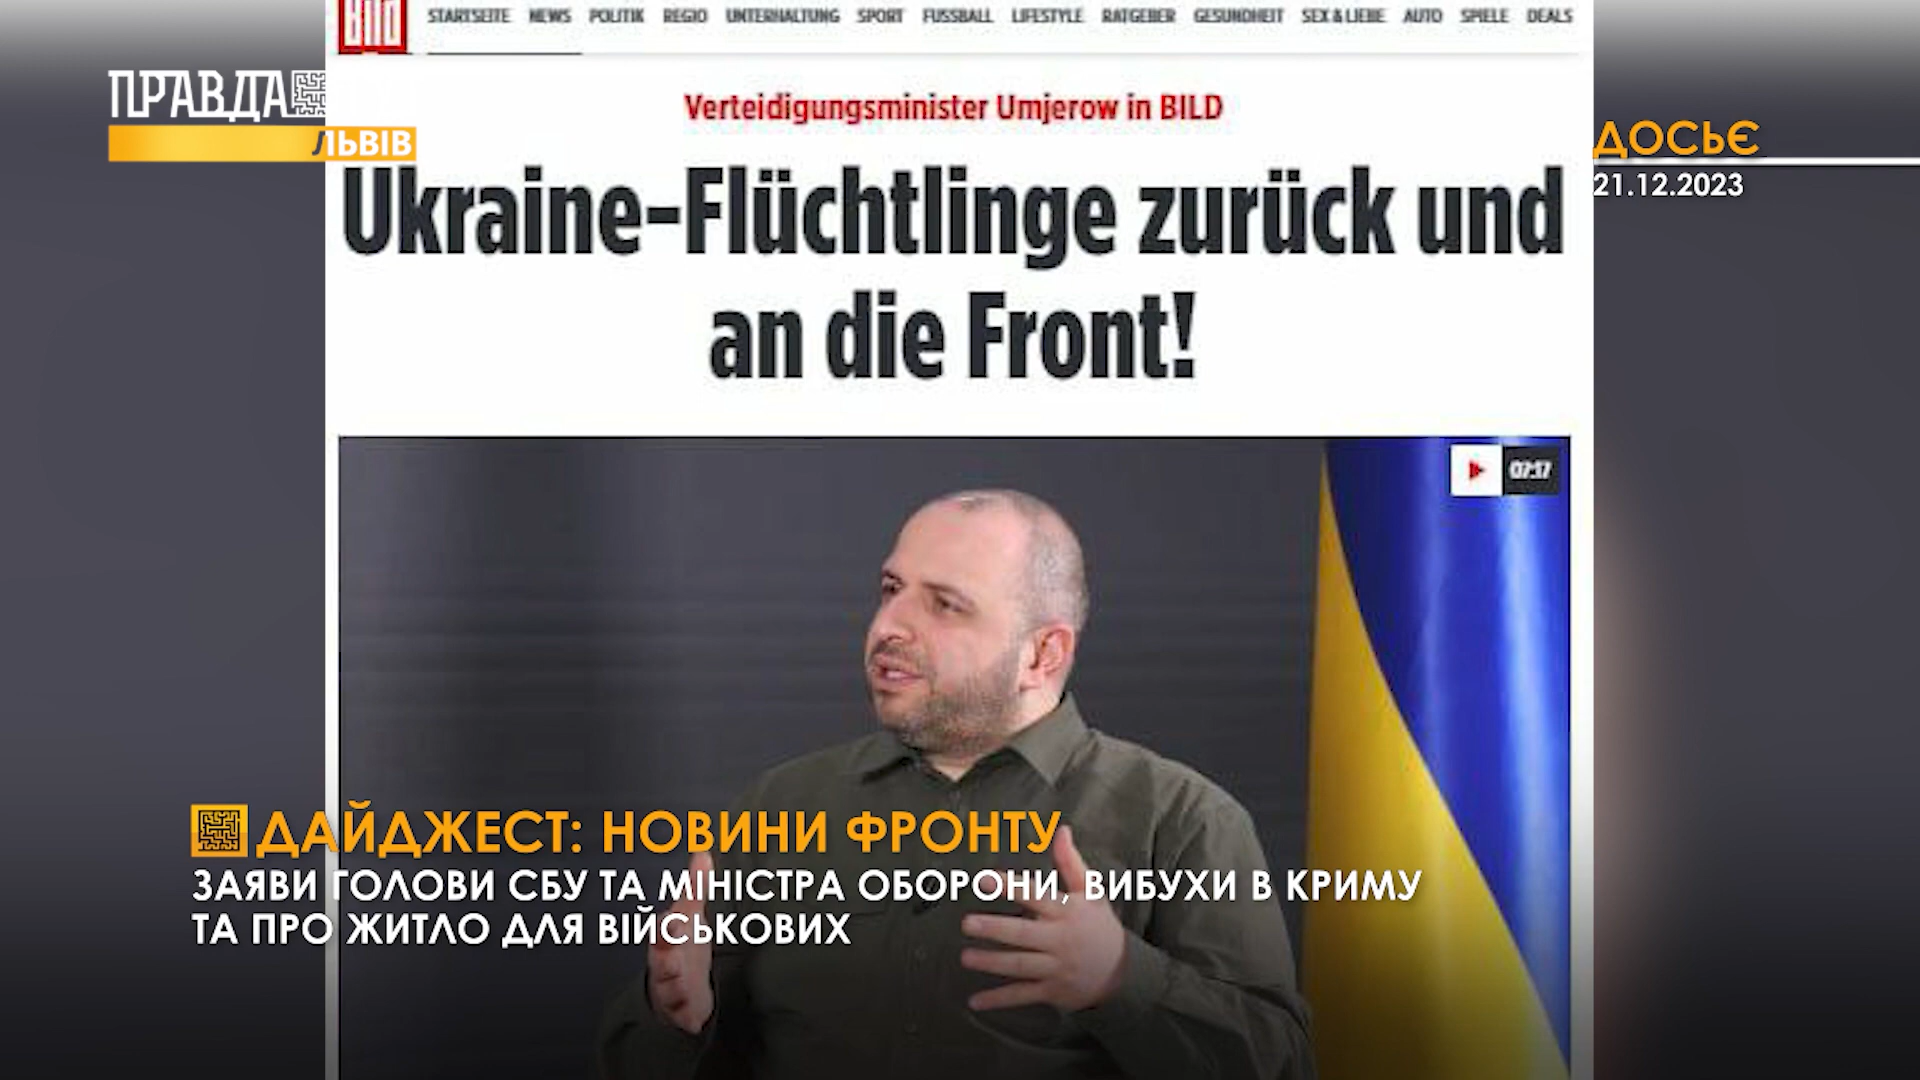 Bild
STARTSEITE NEWS POLITIK REGIO UNTERHALTUNG SPORT FUSSBALL LIFESTYLE RATGEBER GESUNDHEIT SEX & LIEBE AUTO SPIELE DEALS
ПРАВДА
ЛЬВІВ
ДОСЬЄ
21.12.2023
Verteidigungsminister Umjerow in BILD
Ukraine-Flüchtlinge zurück und
an die Front!
07:17
ДАЙДЖЕСТ: НОВИНИ ФРОНТУ
ЗАЯВИ ГОЛОВИ СБУ ТА МІНІСТРА ОБОРОНИ, ВИБУХИ В КРИМУ
ТА ПРО ЖИТЛО ДЛЯ ВІЙСЬКОВИХ